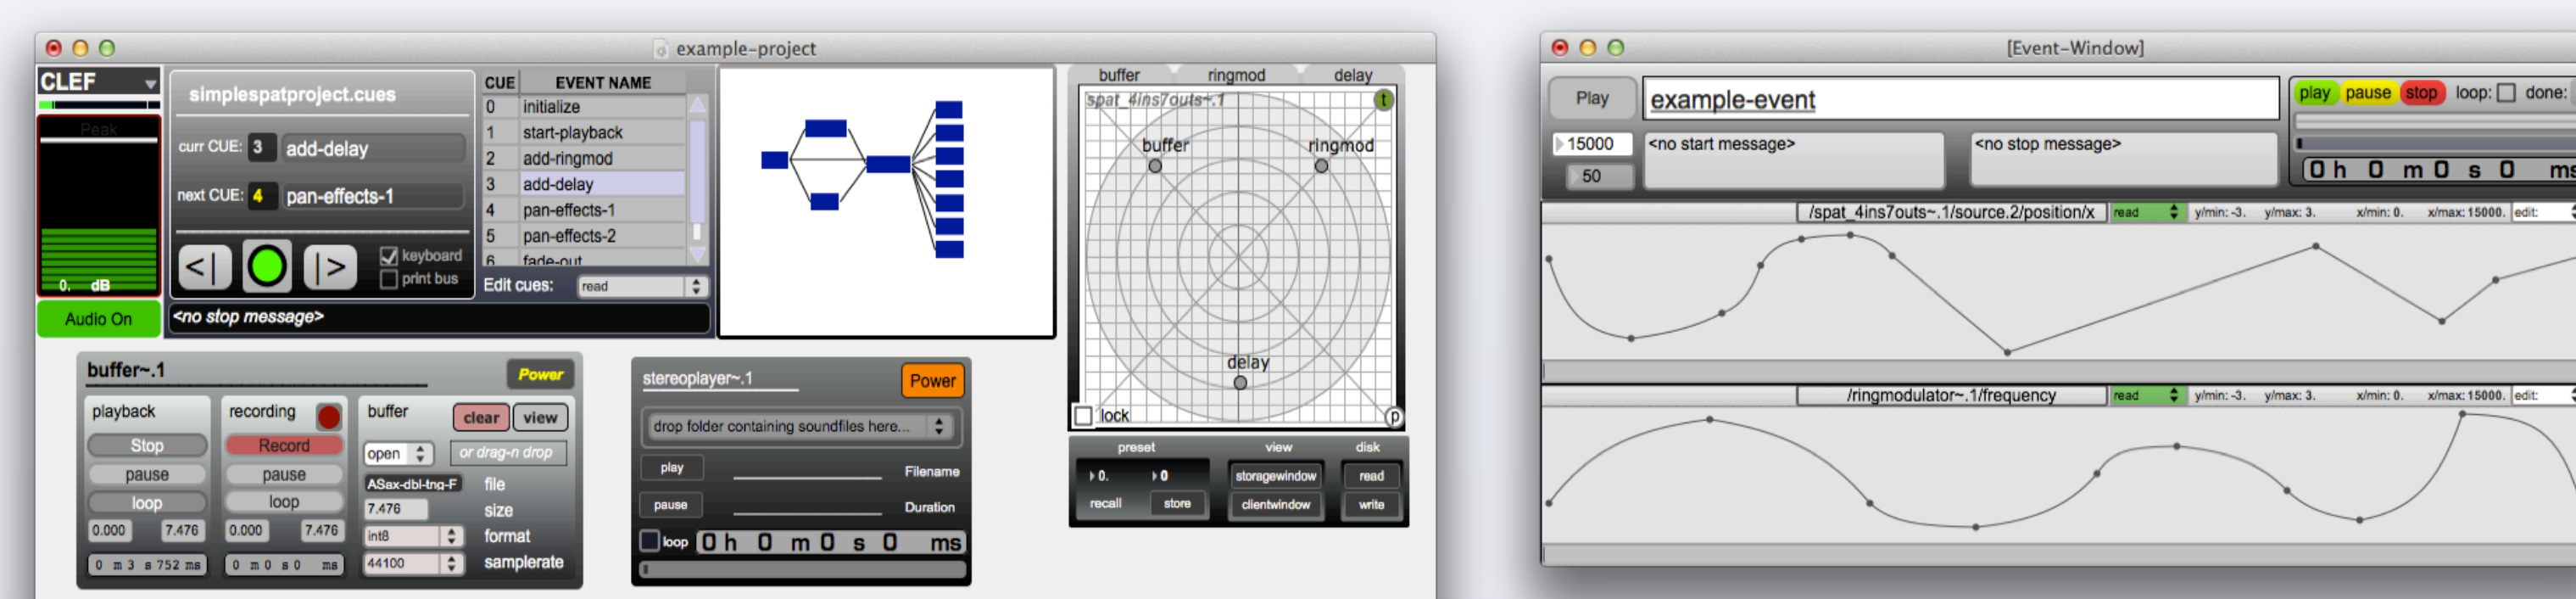 example-project
CLEF
Peak
0. dB
Audio On
simplespatproject.cues
curr CUE: 3 add-delay
next CUE: 4 pan-effects-1
<| |>
keyboard
print bus
<no stop message>
CUE EVENT NAME
0 initialize
1 start-playback
2 add-ringmod
3 add-delay
4 pan-effects-1
5 pan-effects-2
6 fade-out
Edit cues: read
buffer ringmod delay
spat_4ins7outs~.1
t
buffer
ringmod
delay
lock
p
preset view disk
0. 0 storagewindow read
recall store clientwindow write
buffer~.1
Power
playback
Stop
pause
loop
0.000 7.476
0 m 3 s 752 ms
recording
Record
pause
loop
0.000 7.476
0 m 0 s 0 ms
buffer
clear view
open or drag-n drop
ASax-dbl-tng-F file
7.476 size
int8 format
44100 samplerate
stereoplayer~.1
Power
drop folder containing soundfiles here...
play Filename
pause Duration
loop 0 h 0 m 0 s 0 ms
[Event-Window]
Play
example-event
play pause stop loop: done:
15000
50
<no start message>
<no stop message>
0 h 0 m 0 s 0 ms
/spat_4ins7outs~.1/source.2/position/x read y/min: -3. y/max: 3. x/min: 0. x/max: 15000. edit:
/ringmodulator~.1/frequency read y/min: -3. y/max: 3. x/min: 0. x/max: 15000. edit: